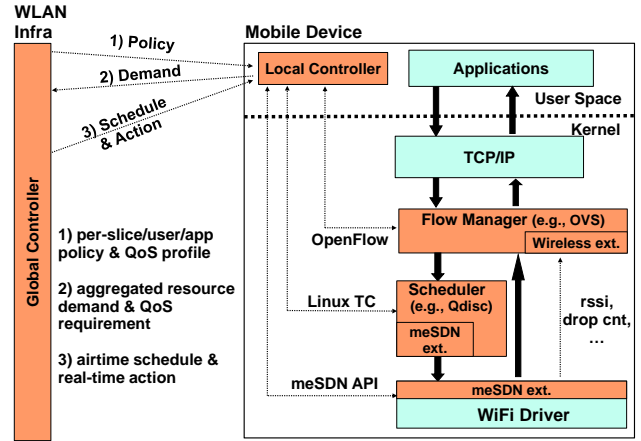 WLAN
Infra
Mobile Device
1) Policy
2) Demand
3) Schedule
& Action
Local Controller
Applications
User Space
Kernel
TCP/IP
Global Controller
Flow Manager (e.g., OVS)
Wireless ext.
OpenFlow
1) per-slice/user/app
policy & QoS profile
2) aggregated resource
demand & QoS
requirement
3) airtime schedule &
real-time action
Scheduler
(e.g., Qdisc)
meSDN
ext.
Linux TC
rssi,
drop cnt,
...
meSDN API
meSDN ext.
WiFi Driver